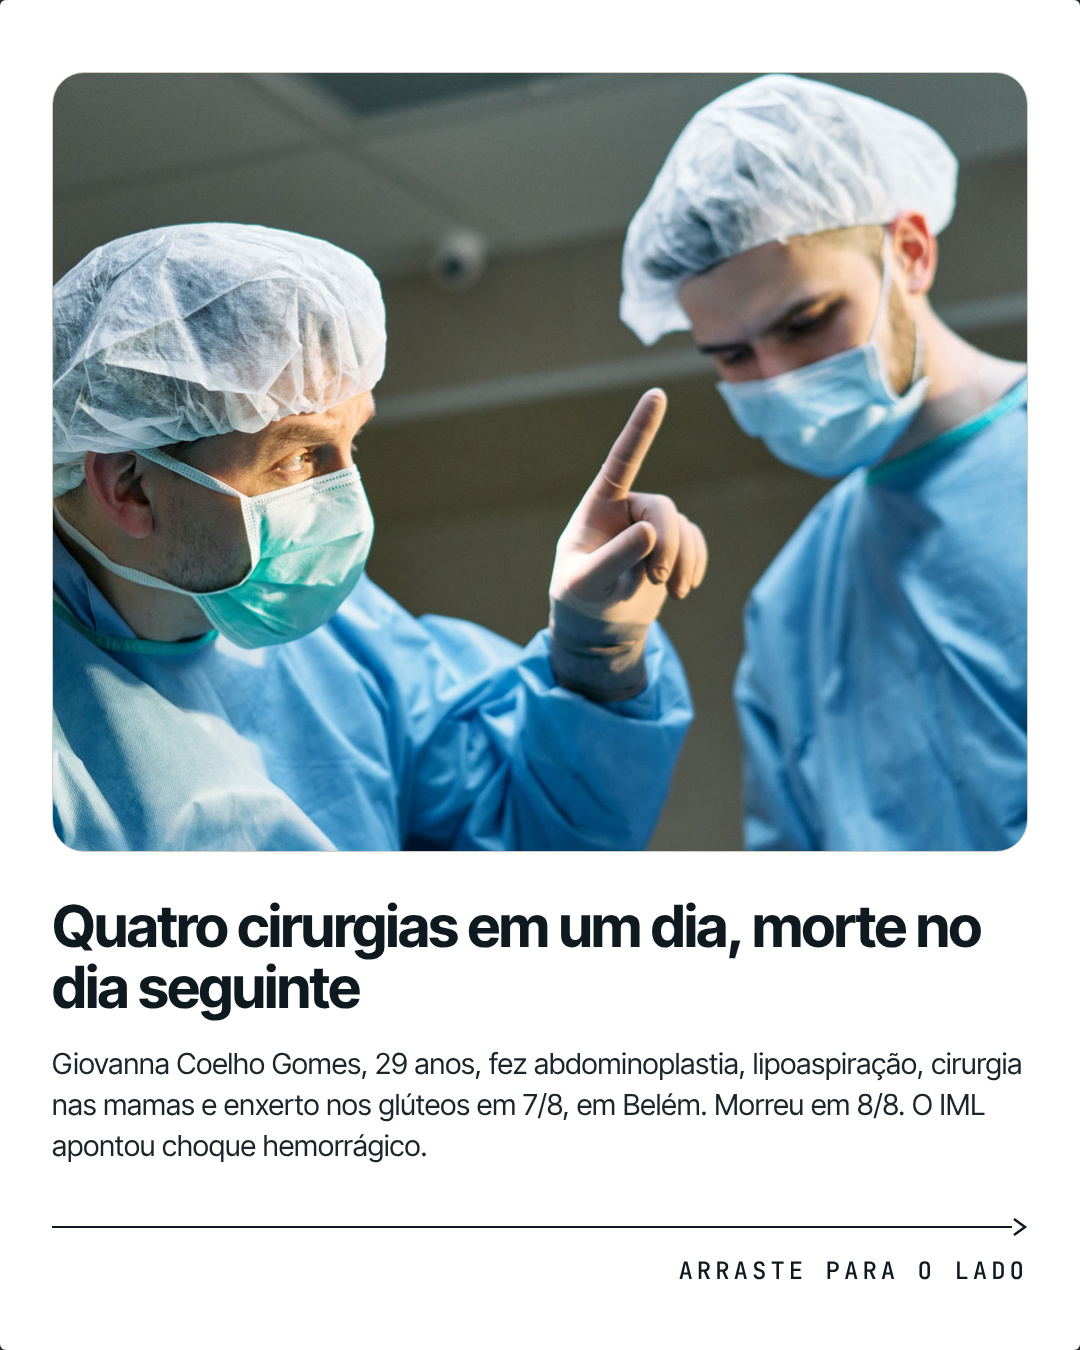 Quatro cirurgias em um dia, morte no
dia seguinte
Giovanna Coelho Gomes, 29 anos, fez abdominoplastia, lipoaspiração, cirurgia
nas mamas e enxerto nos glúteos em 7/8, em Belém. Morreu em 8/8. O IML
apontou choque hemorrágico.
ARRASTE PARA O LADO